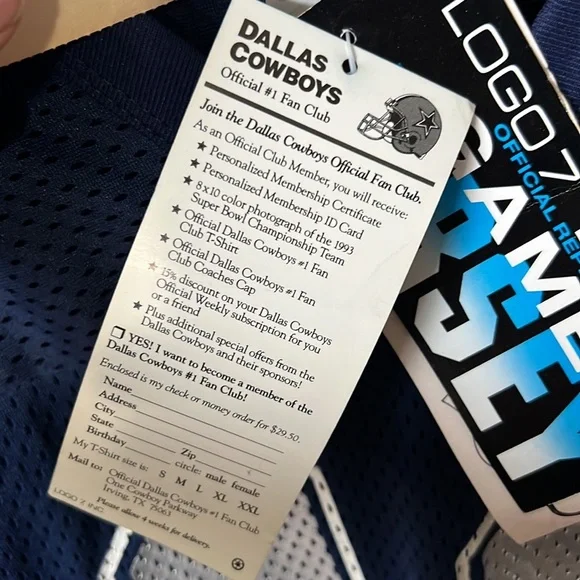 DALLAS
COWBOYS
Official #1 Fan Club
Join the Dallas Cowboys Official Fan Club.
As an Official Club Member, you will receive:
★ Personalized Membership Certificate
★ Personalized Membership ID Card
★ 8x10 color photograph of the 1993
Super Bowl Championship Team
★ Official Dallas Cowboys #1 Fan
Club T-Shirt
★ Official Dallas Cowboys #1 Fan
Club Coaches Cap
★ 15% discount on your Dallas Cowboys
Official Weekly subscription for you
or a friend
★ Plus additional special offers from the
Dallas Cowboys and their sponsors!
☐ YES! I want to become a member of the
Dallas Cowboys #1 Fan Club!
Enclosed is my check or money order for $29.50.
Name
Address
City
State Zip
Birthday circle: male female
My T-Shirt size is: S M L XL XXL
Mail to: Official Dallas Cowboys #1 Fan Club
One Cowboy Parkway
Irving, TX 75063
Please allow 4 weeks for delivery.
LOGO 7 INC.
LOGO 7
OFFICIAL REP
GAME
JERSEY